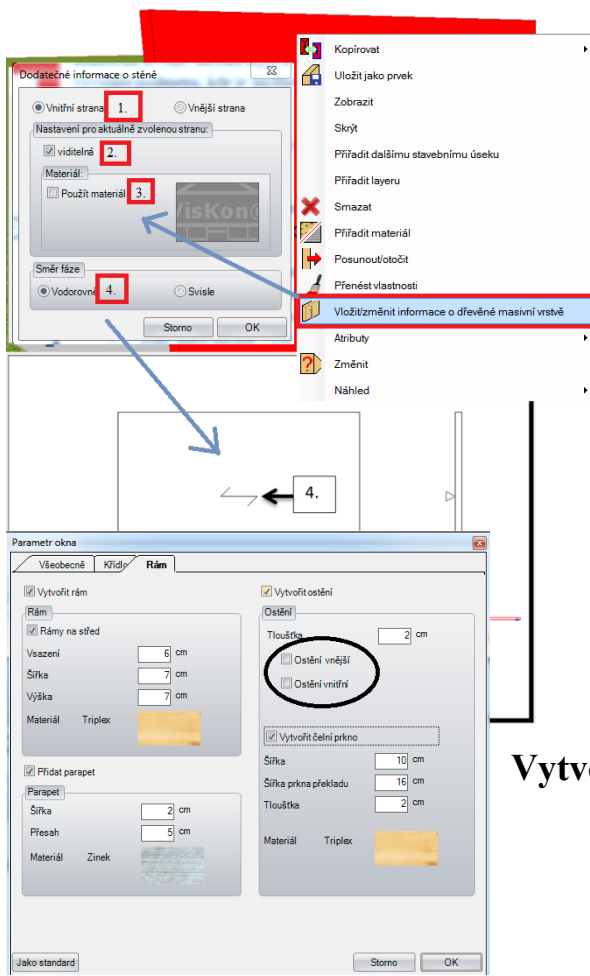 Dodatečné informace o stěně
Vnitřní strana 1. Vnější strana
Nastavení pro aktuálně zvolenou stranu:
viditelná 2.
Materiál:
Použít materiál 3.
VisKon©
Směr fáze
Vodorovně 4. Svisle
Storno OK
Kopírovat
Uložit jako prvek
Zobrazit
Skrýt
Přiřadit dalšímu stavebnímu úseku
Přiřadit layeru
Smazat
Přiřadit materiál
Posunout/otočit
Přenést vlastnosti
Vložit/změnit informace o dřevěné masivní vrstvě
Atributy
Změnit
Náhled
4.
Parametr okna
Všeobecně Křídlo Rám
Vytvořit rám
Rám
Rámy na střed
Vsazení 6 cm
Šířka 7 cm
Výška 7 cm
Materiál Triplex
Přidat parapet
Parapet
Šířka 2 cm
Přesah 5 cm
Materiál Zinek
Vytvořit ostění
Ostění
Tloušťka 2 cm
Ostění vnější
Ostění vnitřní
Vytvořit čelní prkno
Šířka 10 cm
Šířka prkna překladu 16 cm
Tloušťka 2 cm
Materiál Triplex
Jako standard Storno OK